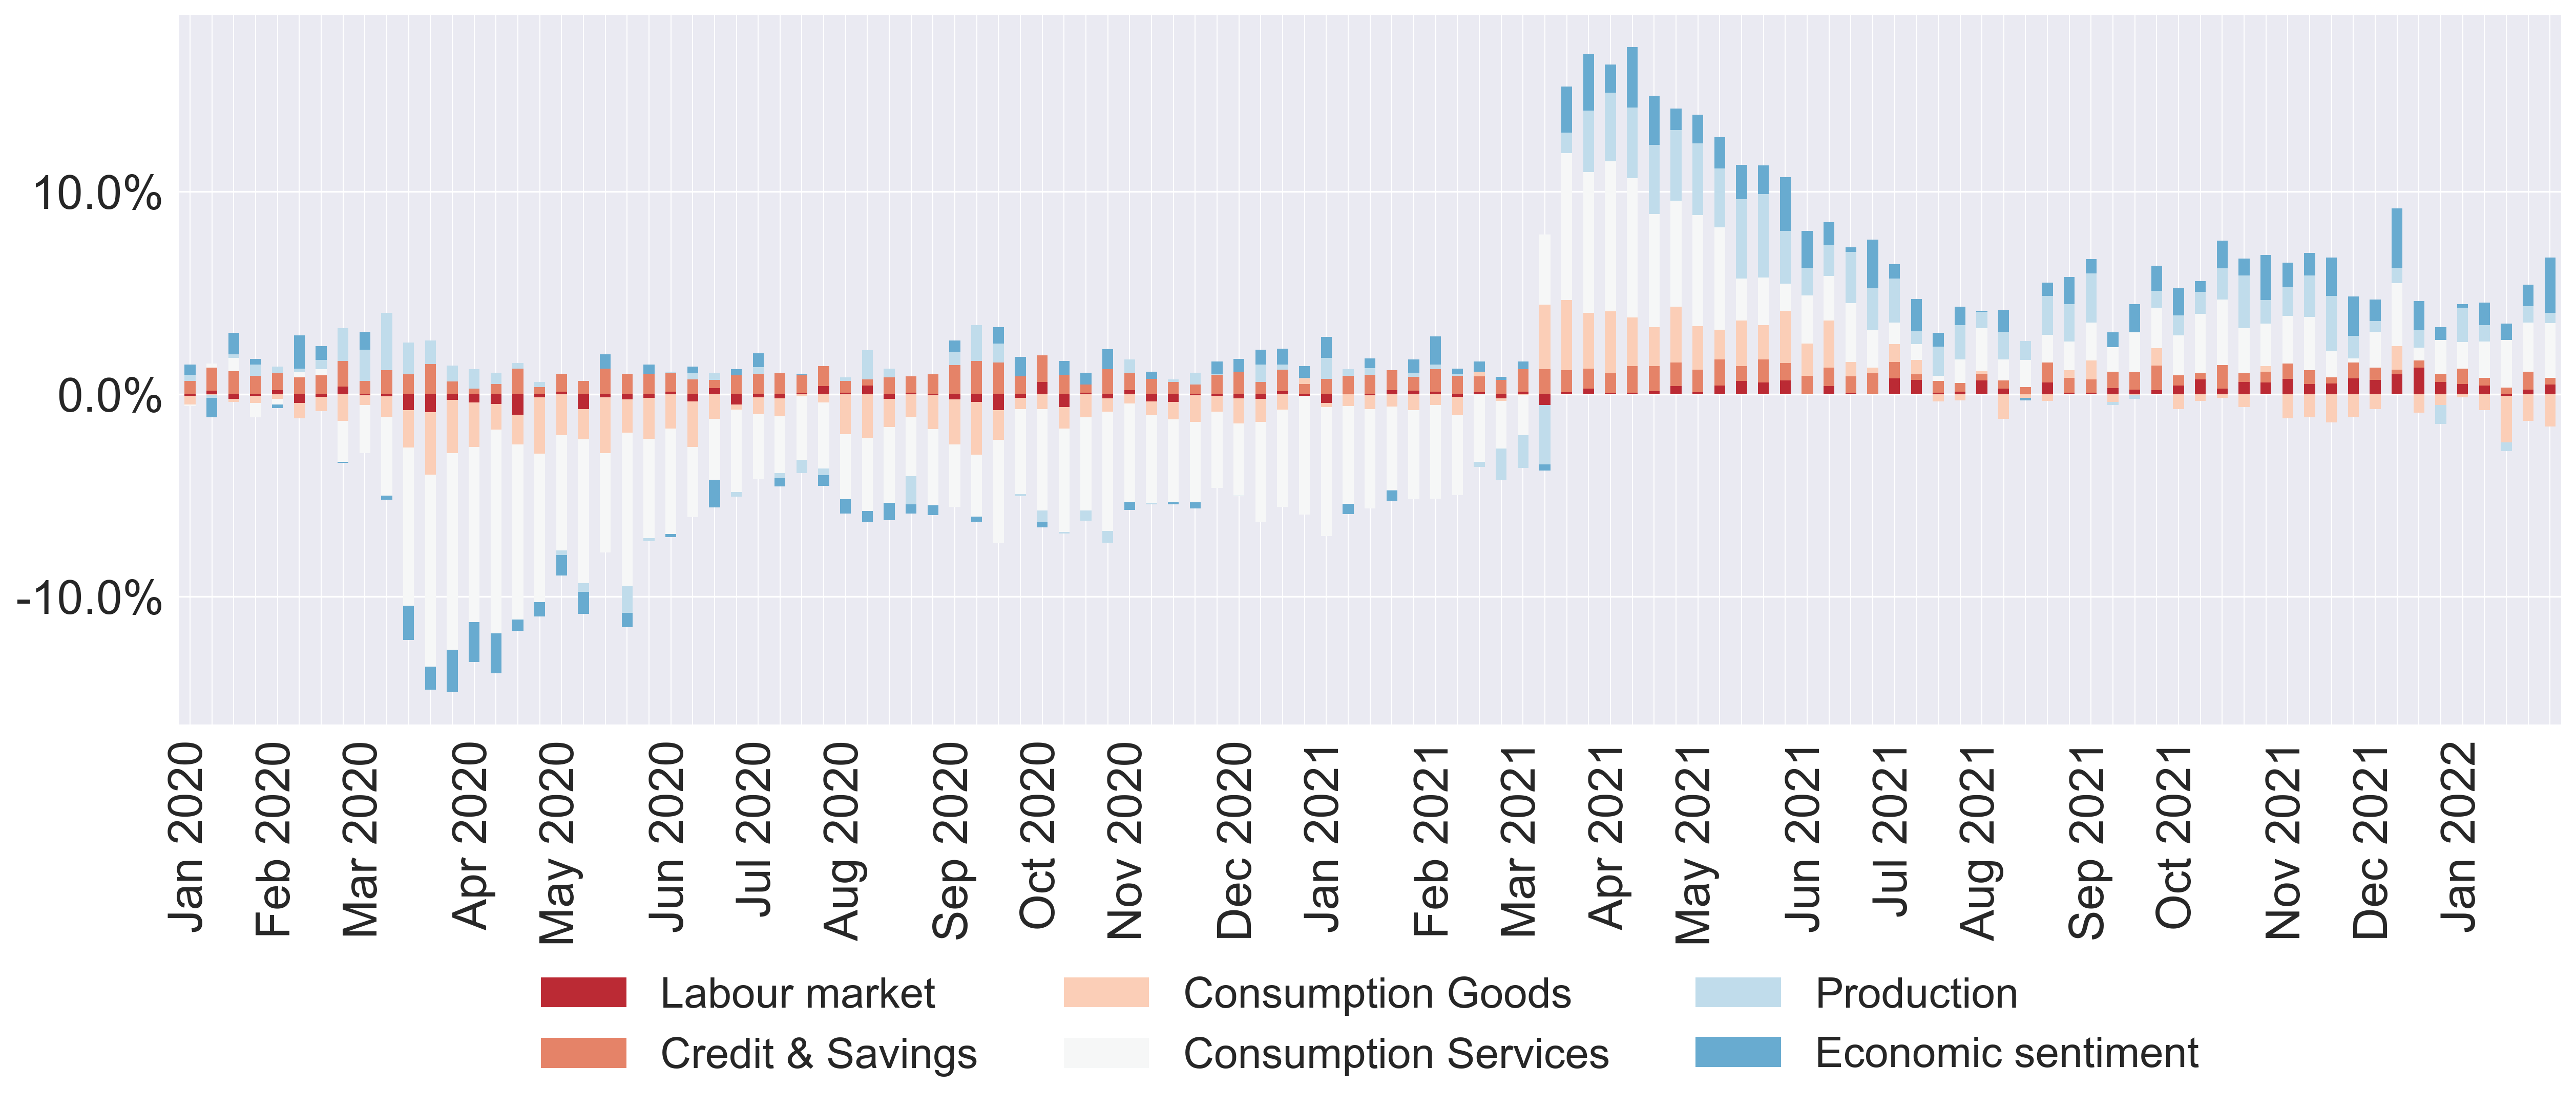 10.0%
0.0%
-10.0%
Jan 2020
Feb 2020
Mar 2020
Apr 2020
May 2020
Jun 2020
Jul 2020
Aug 2020
Sep 2020
Oct 2020
Nov 2020
Dec 2020
Jan 2021
Feb 2021
Mar 2021
Apr 2021
May 2021
Jun 2021
Jul 2021
Aug 2021
Sep 2021
Oct 2021
Nov 2021
Dec 2021
Jan 2022
Labour market
Consumption Goods
Production
Credit & Savings
Consumption Services
Economic sentiment